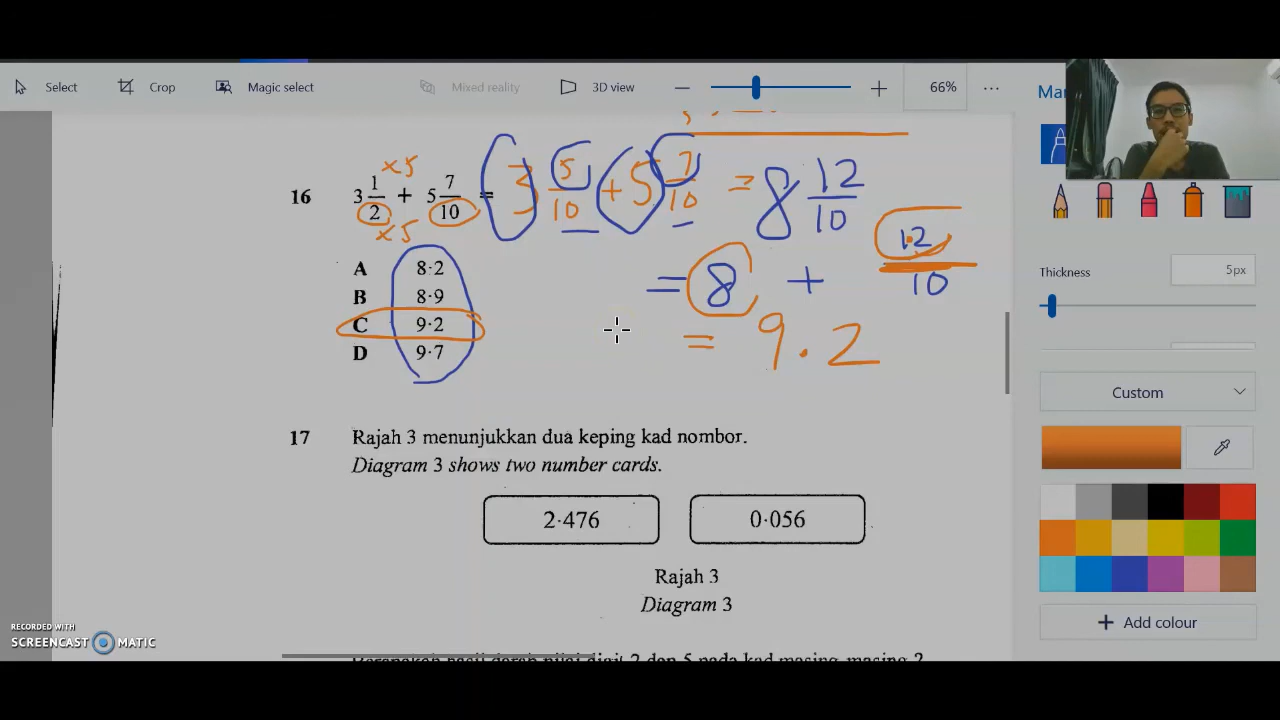 Select Crop Magic select Mixed reality 3D view 66% ...
Mar
16 3 1/2 + 5 7/10 = 3 5/10 + 5 7/10 = 8 12/10
×5
×5
= 8 + 12/10
= 9.2
A 8·2
B 8·9
C 9·2
D 9·7
Thickness 5px
Custom
+ Add colour
17 Rajah 3 menunjukkan dua keping kad nombor.
Diagram 3 shows two number cards.
2·476 0·056
Rajah 3
Diagram 3
RECORDED WITH
SCREENCAST MATIC